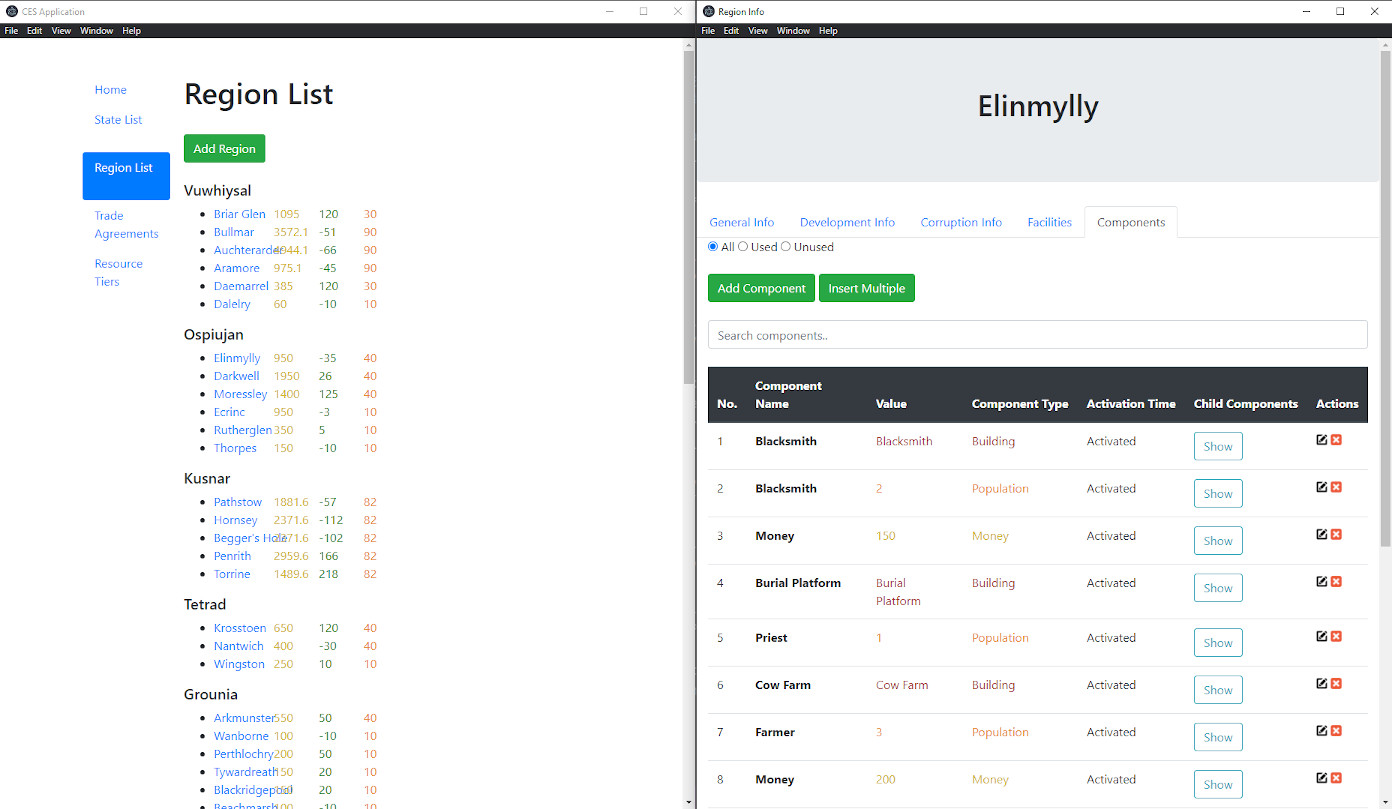 CES Application
File Edit View Window Help
Home
State List
Region List
Trade
Agreements
Resource
Tiers
Region List
Add Region
Vuwhiysal
Briar Glen 1095 120 30
Bullmar 3572.1 -51 90
Auchterarder 4944.1 -66 90
Aramore 975.1 -45 90
Daemarrel 385 120 30
Dalelry 60 -10 10
Ospiujan
Elinmylly 950 -35 40
Darkwell 1950 26 40
Moressley 1400 125 40
Ecrinc 950 -3 10
Rutherglen 350 5 10
Thorpes 150 -10 10
Kusnar
Pathstow 1881.6 -57 82
Hornsey 2371.6 -112 82
Begger's Hole -102 82
Penrith 2959.6 166 82
Torrine 1489.6 218 82
Tetrad
Krosstoen 650 120 40
Nantwich 400 -30 40
Wingston 250 10 10
Grounia
Arkmunster 550 50 40
Wanborne 100 -10 10
Perthlochry 200 50 10
Tywardreath 150 20 10
Blackridgepool 20 10
Beachmarsh 100 -10 10
Region Info
File Edit View Window Help
Elinmylly
General Info Development Info Corruption Info Facilities Components
All Used Unused
Add Component Insert Multiple
Search components..
No. Component Name Value Component Type Activation Time Child Components Actions
1 Blacksmith Blacksmith Building Activated Show
2 Blacksmith 2 Population Activated Show
3 Money 150 Money Activated Show
4 Burial Platform Burial Platform Building Activated Show
5 Priest 1 Population Activated Show
6 Cow Farm Cow Farm Building Activated Show
7 Farmer 3 Population Activated Show
8 Money 200 Money Activated Show